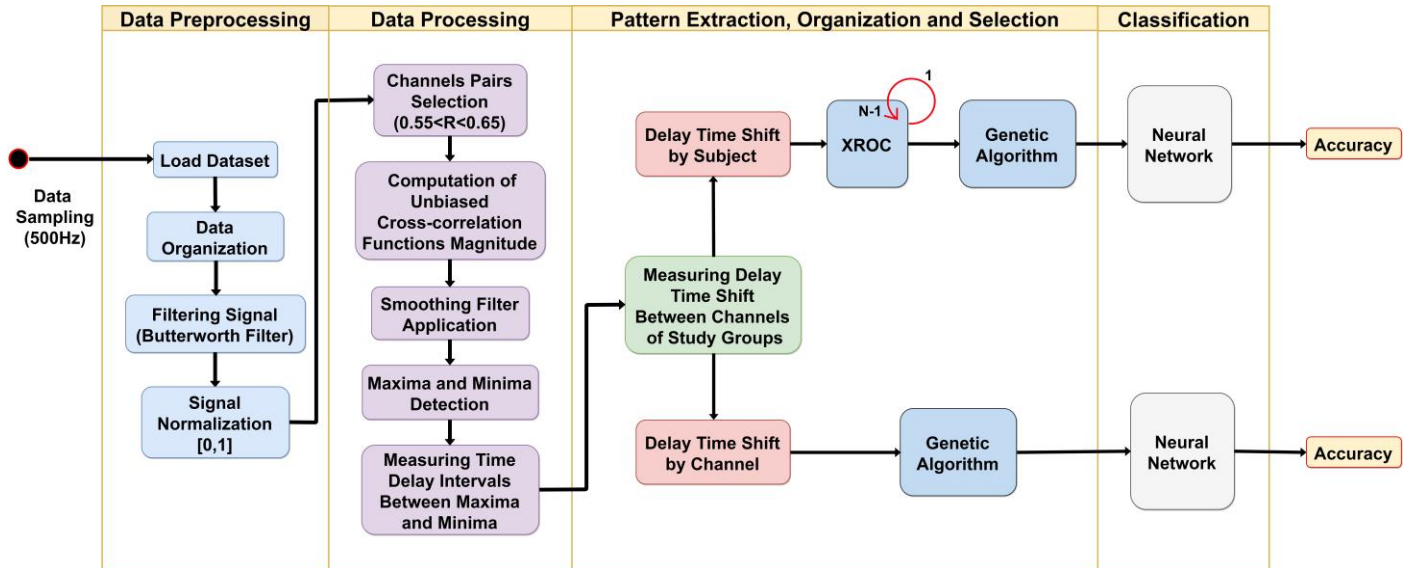 Data Preprocessing
Data Processing
Pattern Extraction, Organization and Selection
Classification
Data
Sampling
(500Hz)
Load Dataset
Data
Organization
Filtering Signal
(Butterworth Filter)
Signal
Normalization
[0,1]
Channels Pairs
Selection
(0.55<R<0.65)
Computation of
Unbiased
Cross-correlation
Functions Magnitude
Smoothing Filter
Application
Maxima and Minima
Detection
Measuring Time
Delay Intervals
Between Maxima
and Minima
Measuring Delay
Time Shift
Between Channels
of Study Groups
Delay Time Shift
by Subject
1
N-1
XROC
Genetic
Algorithm
Neural
Network
Accuracy
Delay Time Shift
by Channel
Genetic
Algorithm
Neural
Network
Accuracy